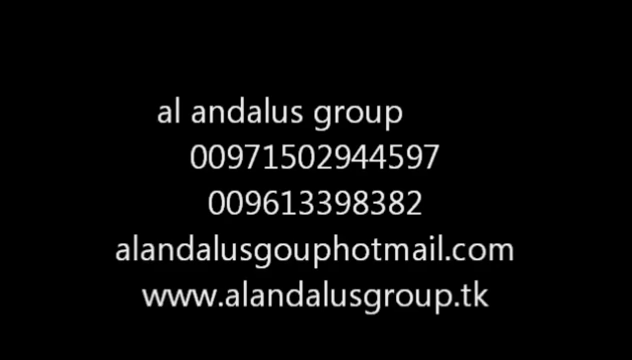 al andalus group
00971502944597
009613398382
alandalusgouphotmail.com
www.alandalusgroup.tk